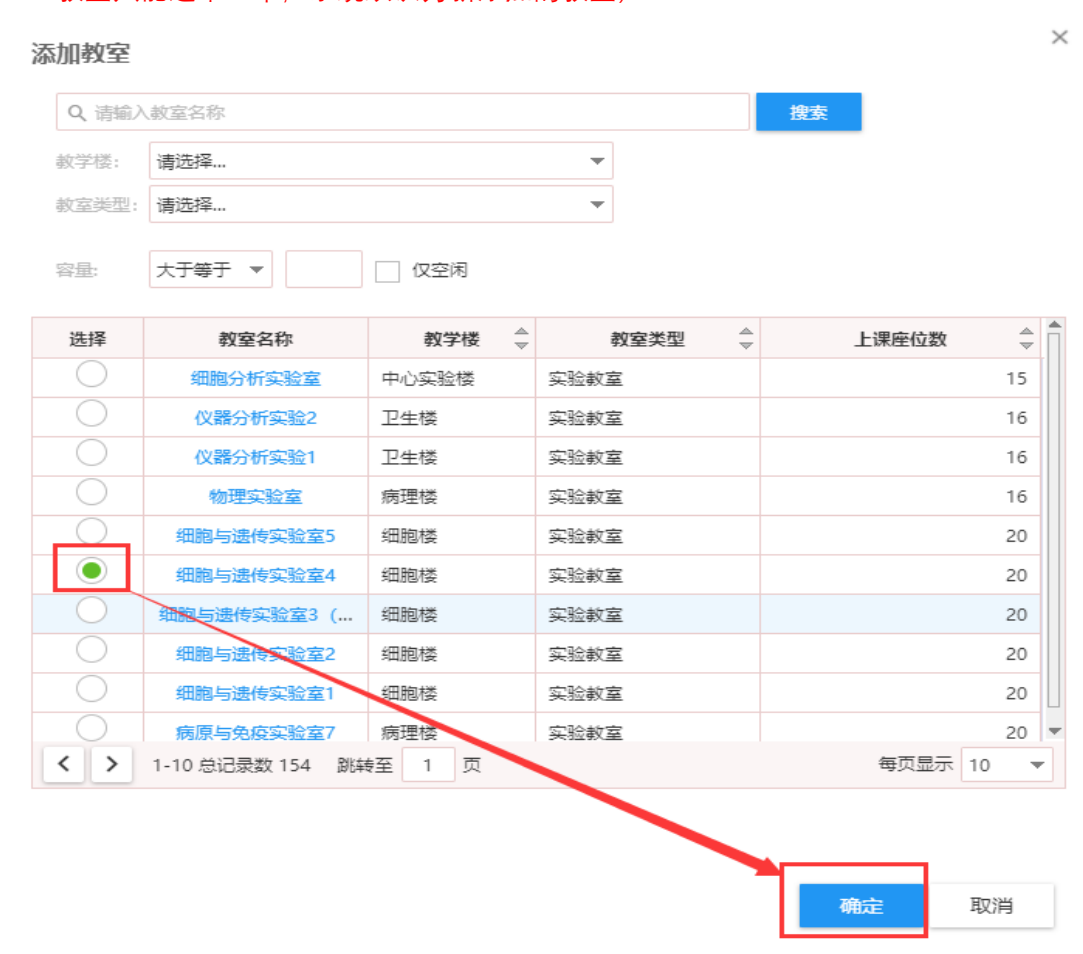 添加教室
请输入教室名称 搜索
教学楼: 请选择...
教室类型: 请选择...
容量: 大于等于 仅空闲
选择 教室名称 教学楼 教室类型 上课座位数
细胞分析实验室 中心实验楼 实验教室 15
仪器分析实验2 卫生楼 实验教室 16
仪器分析实验1 卫生楼 实验教室 16
物理实验室 病理楼 实验教室 16
细胞与遗传实验室5 细胞楼 实验教室 20
细胞与遗传实验室4 细胞楼 实验教室 20
细胞与遗传实验室3（... 细胞楼 实验教室 20
细胞与遗传实验室2 细胞楼 实验教室 20
细胞与遗传实验室1 细胞楼 实验教室 20
病原与免疫实验室7 病理楼 实验教室 20
1-10 总记录数 154 跳转至 1 页 每页显示 10
确定 取消